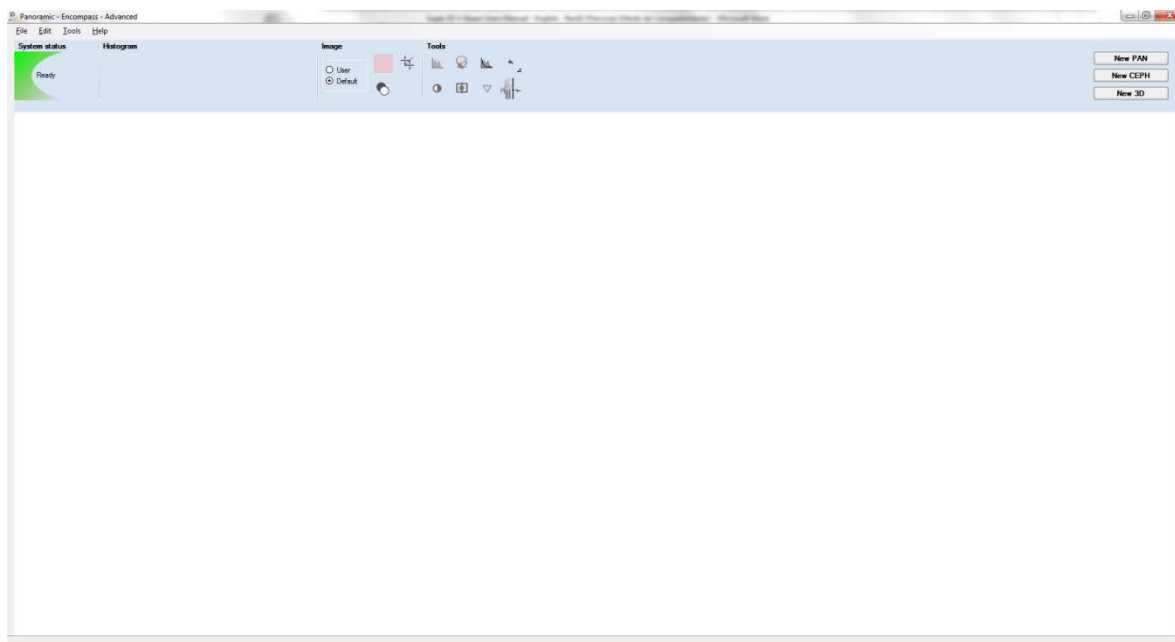 Panoramic - Encompass - Advanced
File Edit Tools Help
System status Histogram Image Tools
Ready
User
Default
New PAN
New CEPH
New 3D